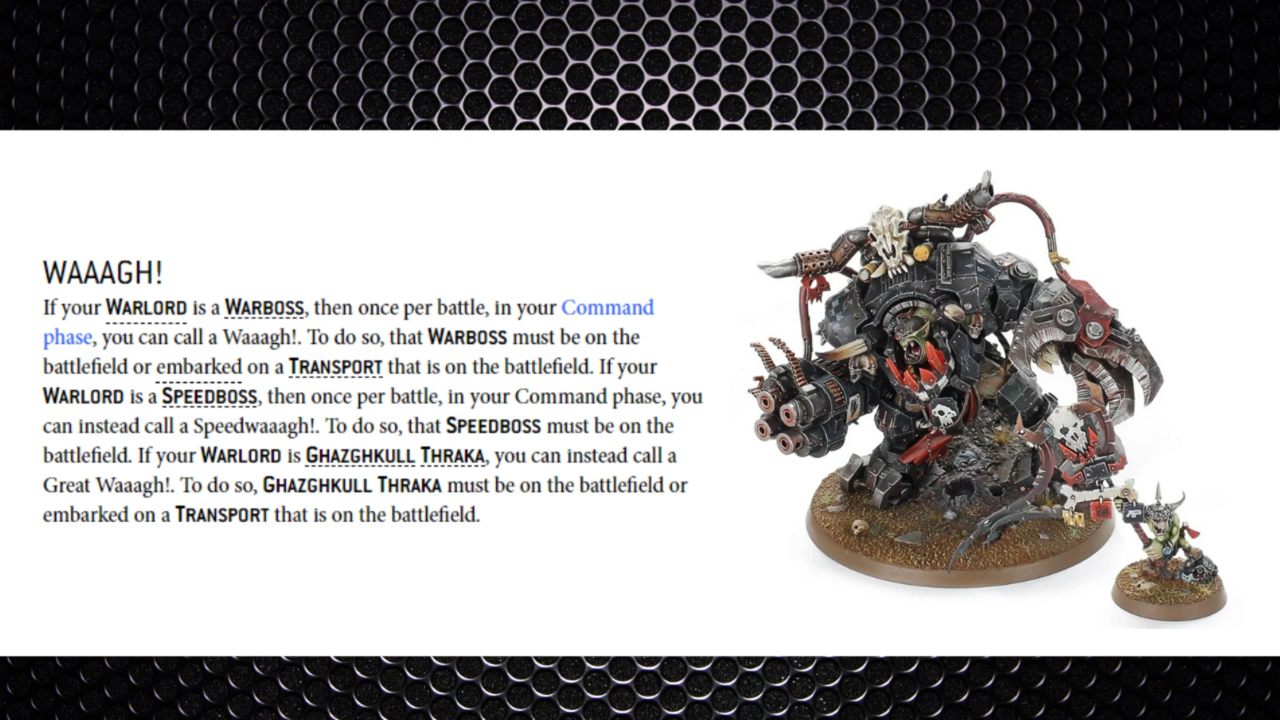 WAAAGH!
If your WARLORD is a WARBOSS, then once per battle, in your Command
phase, you can call a Waaagh!. To do so, that WARBOSS must be on the
battlefield or embarked on a TRANSPORT that is on the battlefield. If your
WARLORD is a SPEEDBOSS, then once per battle, in your Command phase, you
can instead call a Speedwaaagh!. To do so, that SPEEDBOSS must be on the
battlefield. If your WARLORD is GHAZGHKULL THRAKA, you can instead call a
Great Waaagh!. To do so, GHAZGHKULL THRAKA must be on the battlefield or
embarked on a TRANSPORT that is on the battlefield.